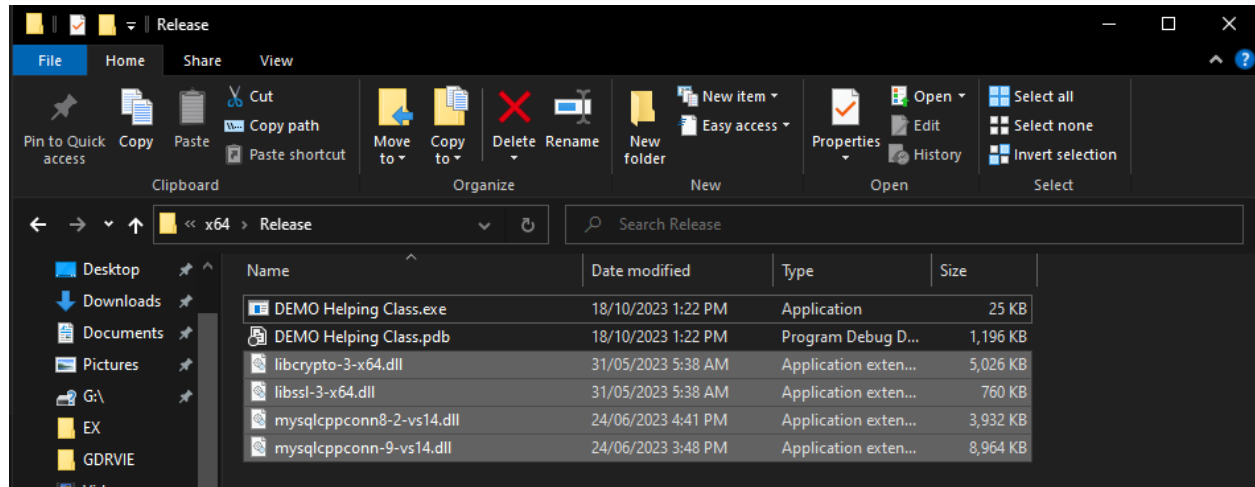 Release
File Home Share View
Pin to Quick access
Copy
Paste
Cut
Copy path
Paste shortcut
Clipboard
Move to
Copy to
Delete
Rename
Organize
New folder
New item
Easy access
New
Properties
Open
Edit
History
Open
Select all
Select none
Invert selection
Select
« x64 > Release
Search Release
Desktop
Downloads
Documents
Pictures
G:\
EX
GDRVIE
Name Date modified Type Size
DEMO Helping Class.exe 18/10/2023 1:22 PM Application 25 KB
DEMO Helping Class.pdb 18/10/2023 1:22 PM Program Debug D... 1,196 KB
libcrypto-3-x64.dll 31/05/2023 5:38 AM Application exten... 5,026 KB
libssl-3-x64.dll 31/05/2023 5:38 AM Application exten... 760 KB
mysqlcppconn8-2-vs14.dll 24/06/2023 4:41 PM Application exten... 3,932 KB
mysqlcppconn-9-vs14.dll 24/06/2023 3:48 PM Application exten... 8,964 KB